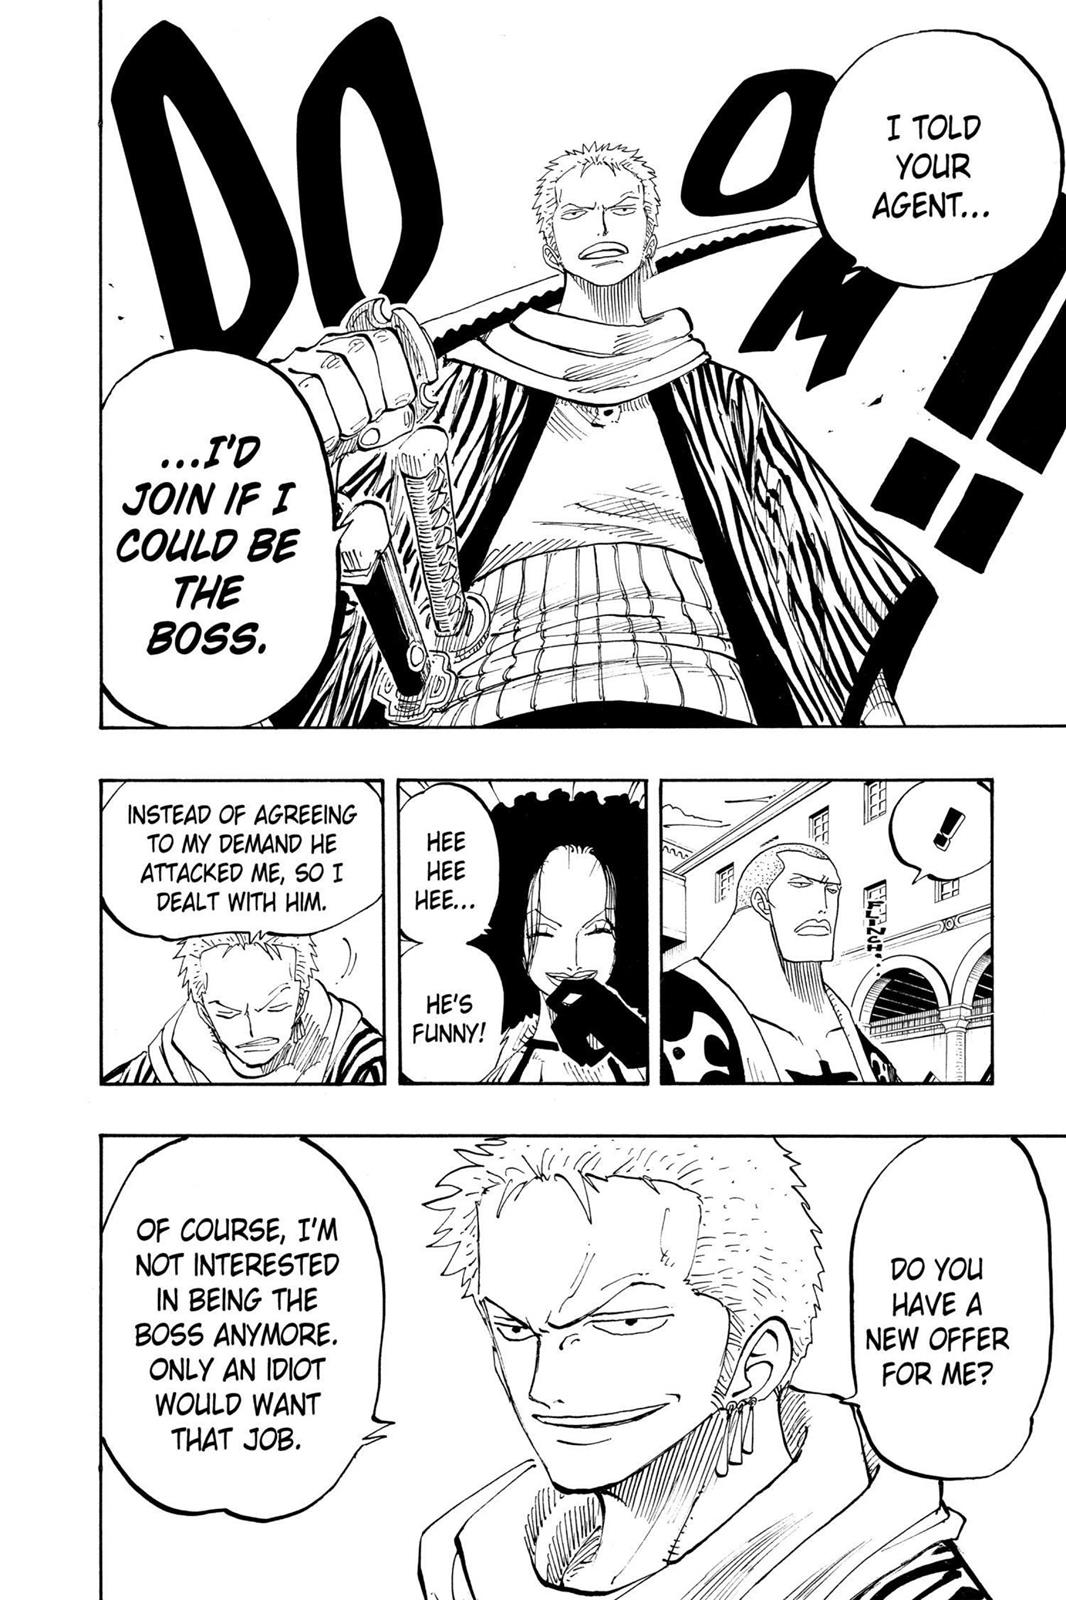 I TOLD
YOUR
AGENT...
DOOM!!
...I'D
JOIN IF I
COULD BE
THE
BOSS.
!
FLINCH...
HEE
HEE
HEE...
HE'S
FUNNY!
INSTEAD OF AGREEING
TO MY DEMAND HE
ATTACKED ME, SO I
DEALT WITH HIM.
DO YOU
HAVE A
NEW OFFER
FOR ME?
OF COURSE, I'M
NOT INTERESTED
IN BEING THE
BOSS ANYMORE.
ONLY AN IDIOT
WOULD WANT
THAT JOB.